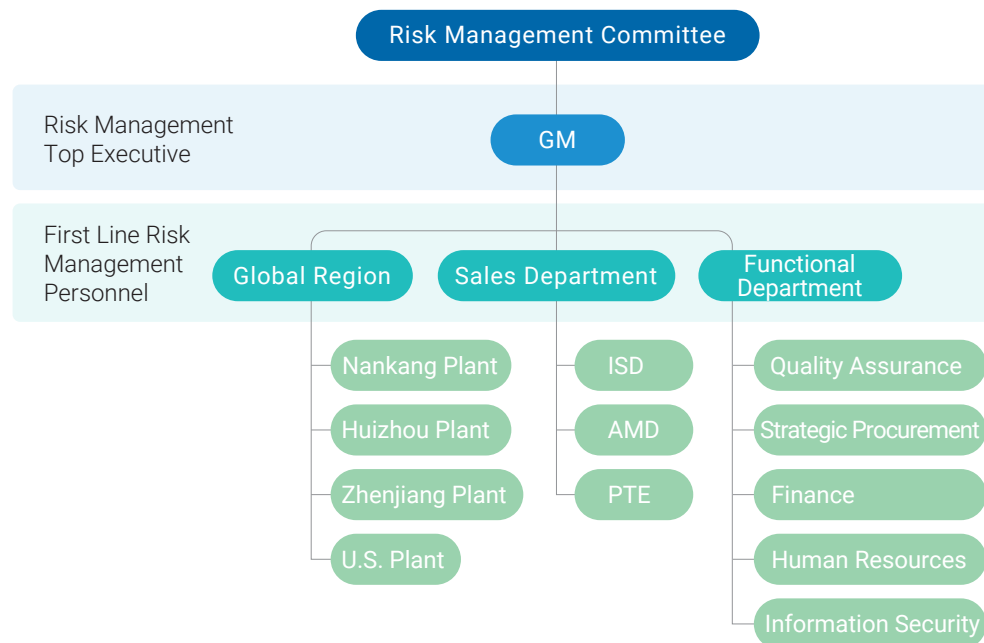 Risk Management Committee
Risk Management
Top Executive
GM
First Line Risk
Management
Personnel
Global Region
Sales Department
Functional
Department
Nankang Plant
Huizhou Plant
Zhenjiang Plant
U.S. Plant
ISD
AMD
PTE
Quality Assurance
Strategic Procurement
Finance
Human Resources
Information Security